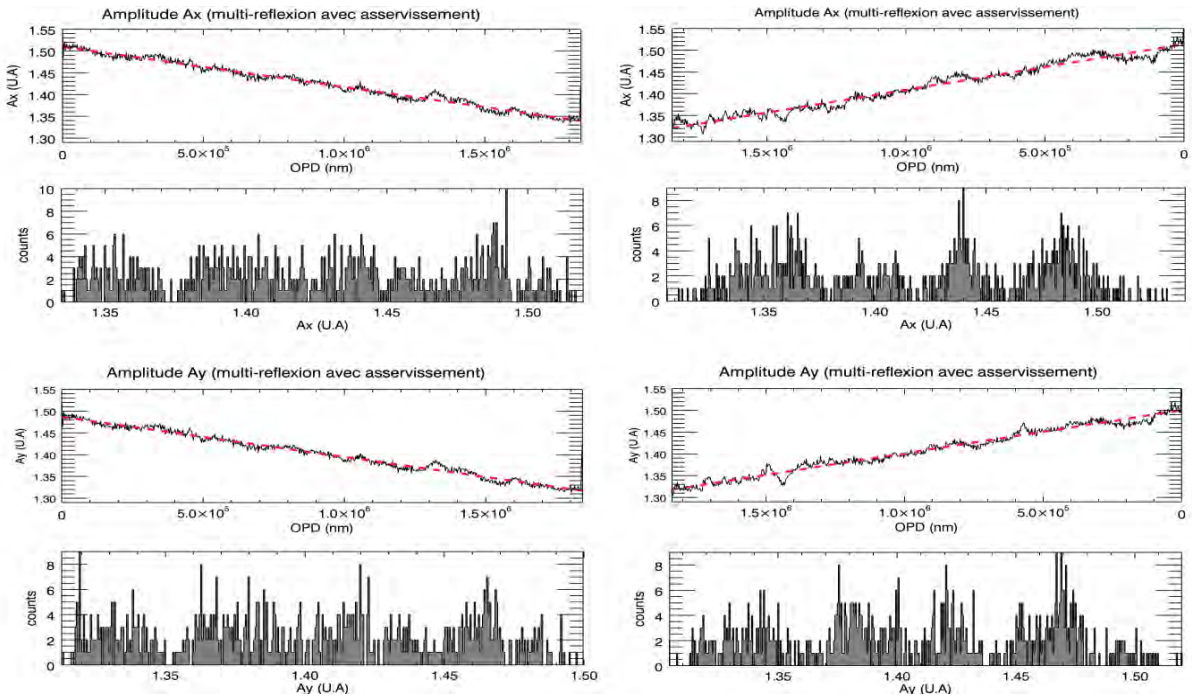 Amplitude Ax (multi-reflexion avec asservissement)
Ax (U.A)
1.55
1.50
1.45
1.40
1.35
1.30
0 5.0×10⁵ 1.0×10⁶ 1.5×10⁶
OPD (nm)
Amplitude Ax (multi-reflexion avec asservissement)
Ax (U.A)
1.55
1.50
1.45
1.40
1.35
1.30
1.5×10⁶ 1.0×10⁶ 5.0×10⁵ 0
OPD (nm)
counts
10
8
6
4
2
0
1.35 1.40 1.45 1.50
Ax (U.A)
counts
8
6
4
2
0
1.35 1.40 1.45 1.50
Ax (U.A)
Amplitude Ay (multi-reflexion avec asservissement)
Ay (U.A)
1.55
1.50
1.45
1.40
1.35
1.30
0 5.0×10⁵ 1.0×10⁶ 1.5×10⁶
OPD (nm)
Amplitude Ay (multi-reflexion avec asservissement)
Ay (U.A)
1.55
1.50
1.45
1.40
1.35
1.30
1.5×10⁶ 1.0×10⁶ 5.0×10⁵ 0
OPD (nm)
counts
8
6
4
2
0
1.35 1.40 1.45 1.50
Ay (U.A)
counts
8
6
4
2
0
1.35 1.40 1.45 1.50
Ay (U.A)